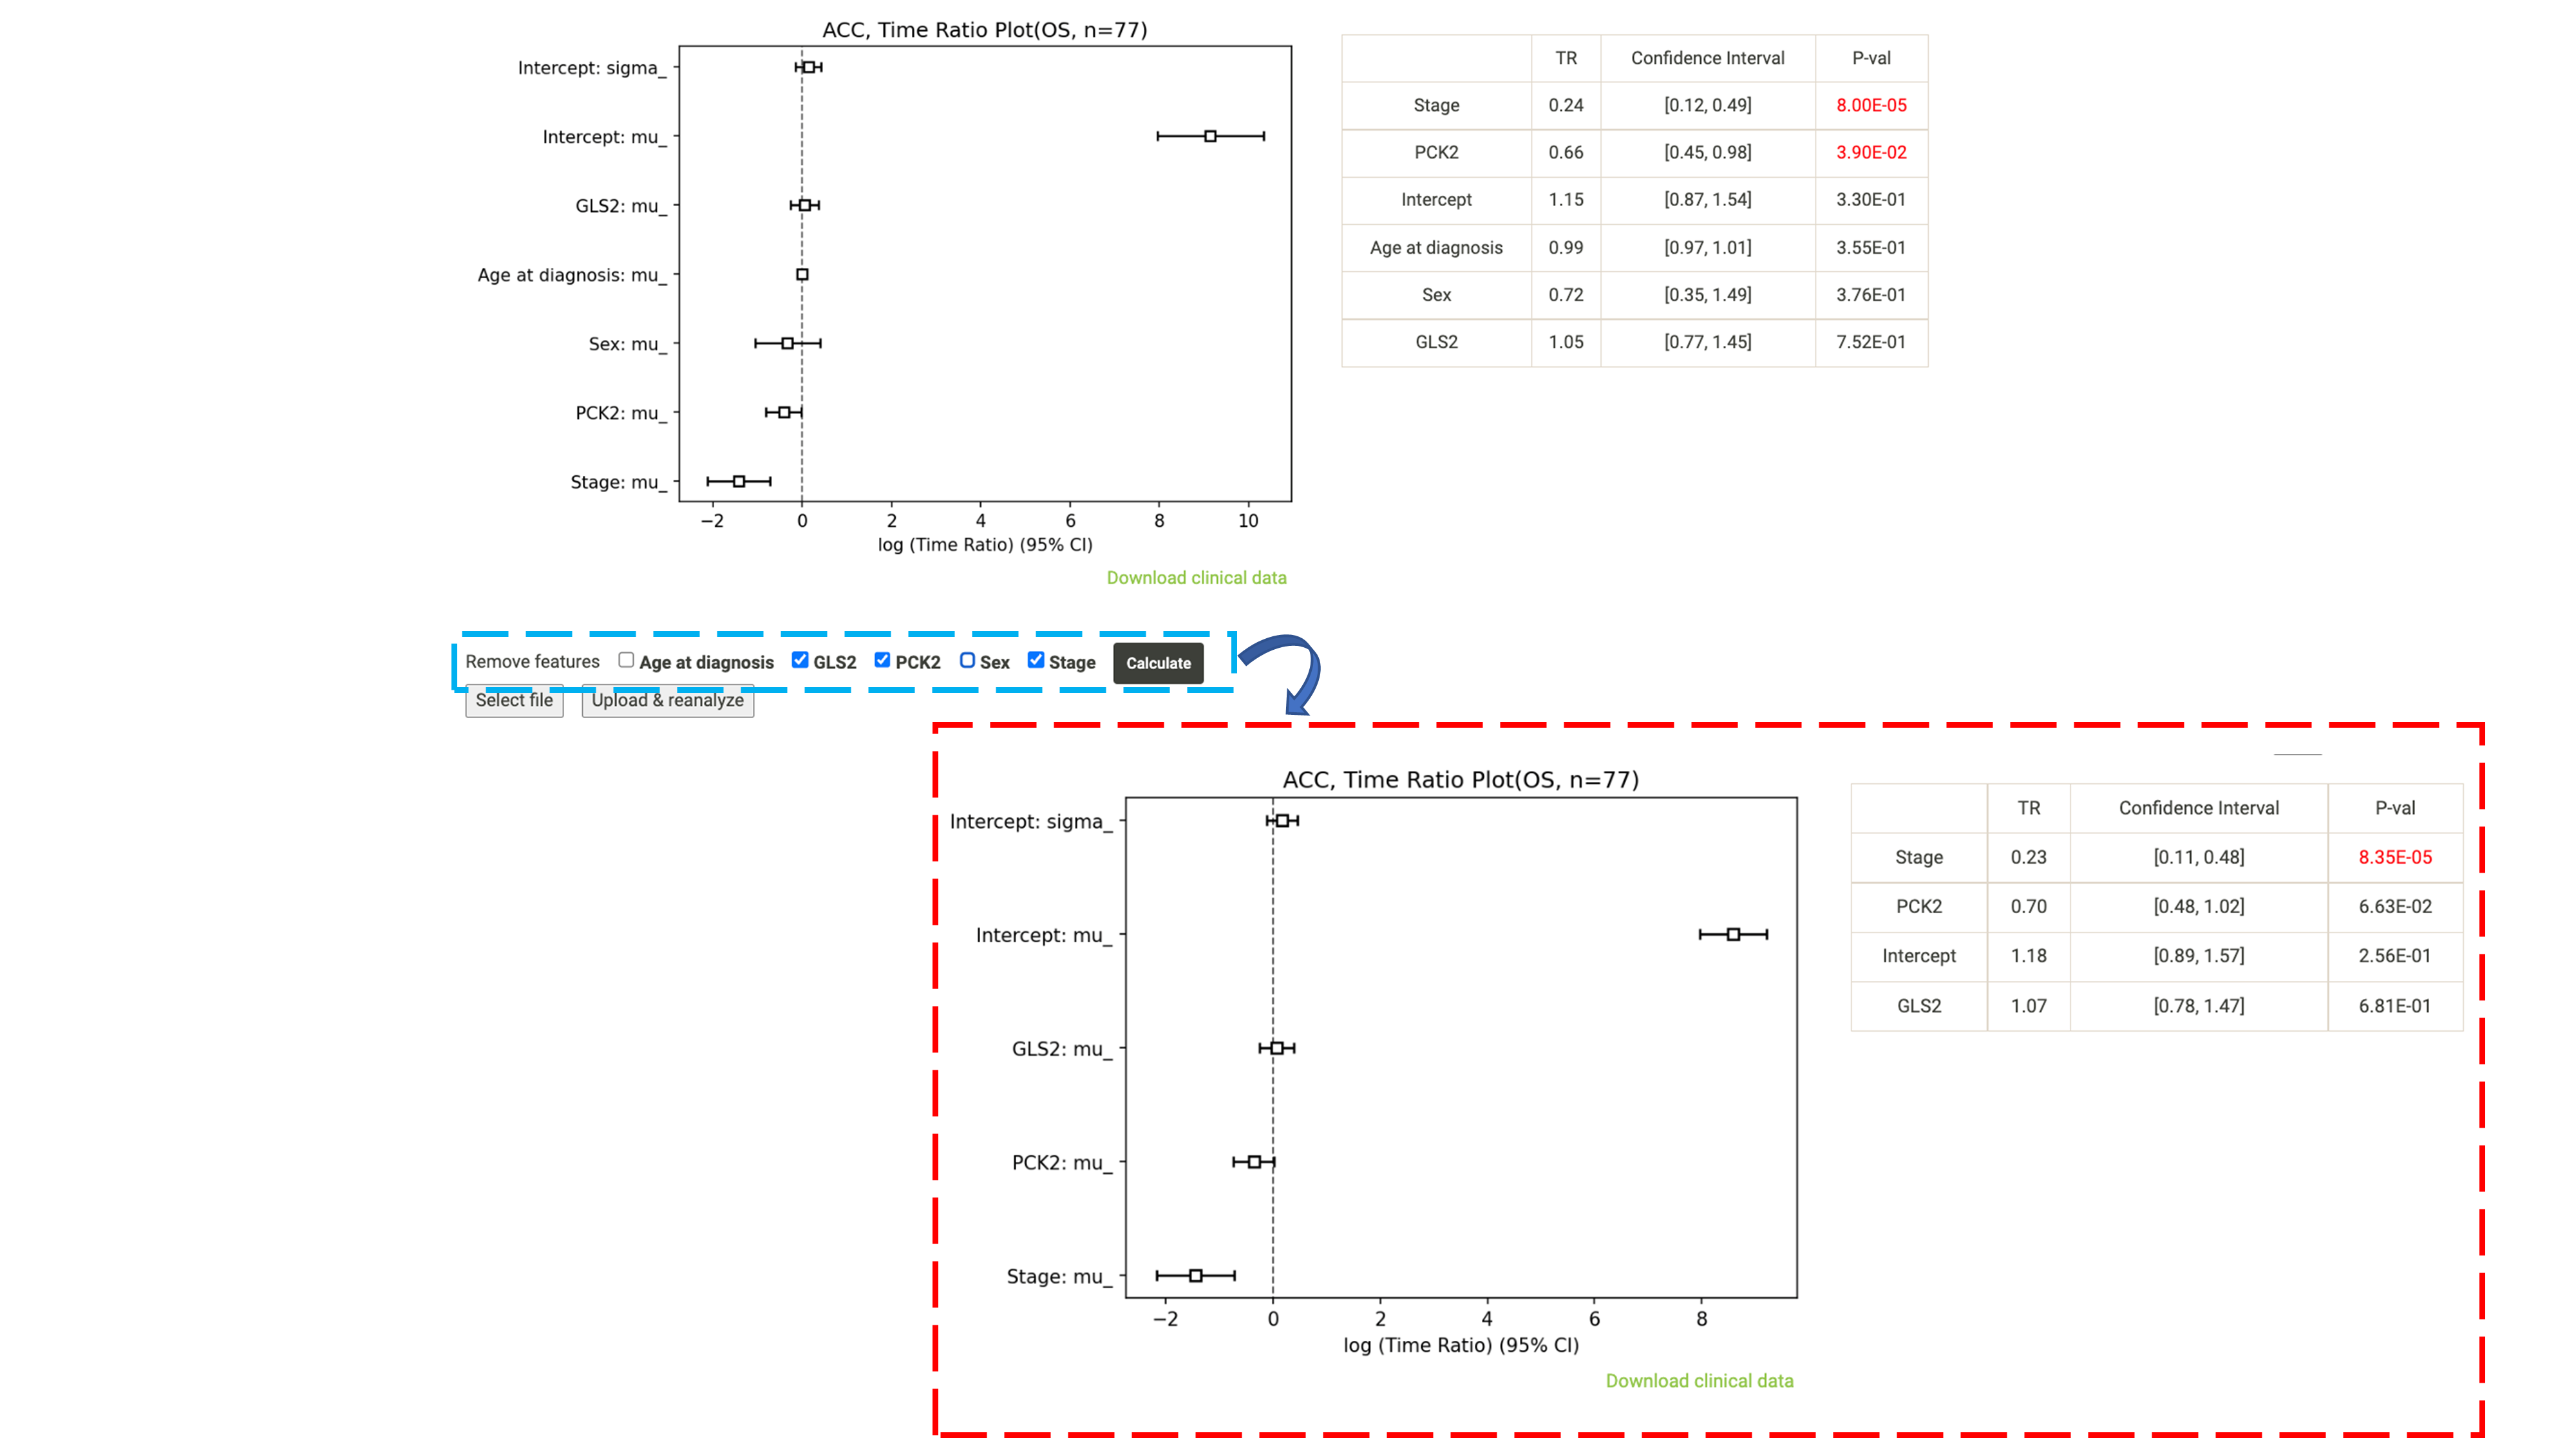 ACC, Time Ratio Plot(OS, n=77)
Intercept: sigma_
Intercept: mu_
GLS2: mu_
Age at diagnosis: mu_
Sex: mu_
PCK2: mu_
Stage: mu_
−2 0 2 4 6 8 10
log (Time Ratio) (95% CI)
Download clinical data
TR Confidence Interval P-val
Stage 0.24 [0.12, 0.49] 8.00E-05
PCK2 0.66 [0.45, 0.98] 3.90E-02
Intercept 1.15 [0.87, 1.54] 3.30E-01
Age at diagnosis 0.99 [0.97, 1.01] 3.55E-01
Sex 0.72 [0.35, 1.49] 3.76E-01
GLS2 1.05 [0.77, 1.45] 7.52E-01
Remove features Age at diagnosis GLS2 PCK2 Sex Stage Calculate
Select file Upload & reanalyze
ACC, Time Ratio Plot(OS, n=77)
Intercept: sigma_
Intercept: mu_
GLS2: mu_
PCK2: mu_
Stage: mu_
−2 0 2 4 6 8
log (Time Ratio) (95% CI)
Download clinical data
TR Confidence Interval P-val
Stage 0.23 [0.11, 0.48] 8.35E-05
PCK2 0.70 [0.48, 1.02] 6.63E-02
Intercept 1.18 [0.89, 1.57] 2.56E-01
GLS2 1.07 [0.78, 1.47] 6.81E-01